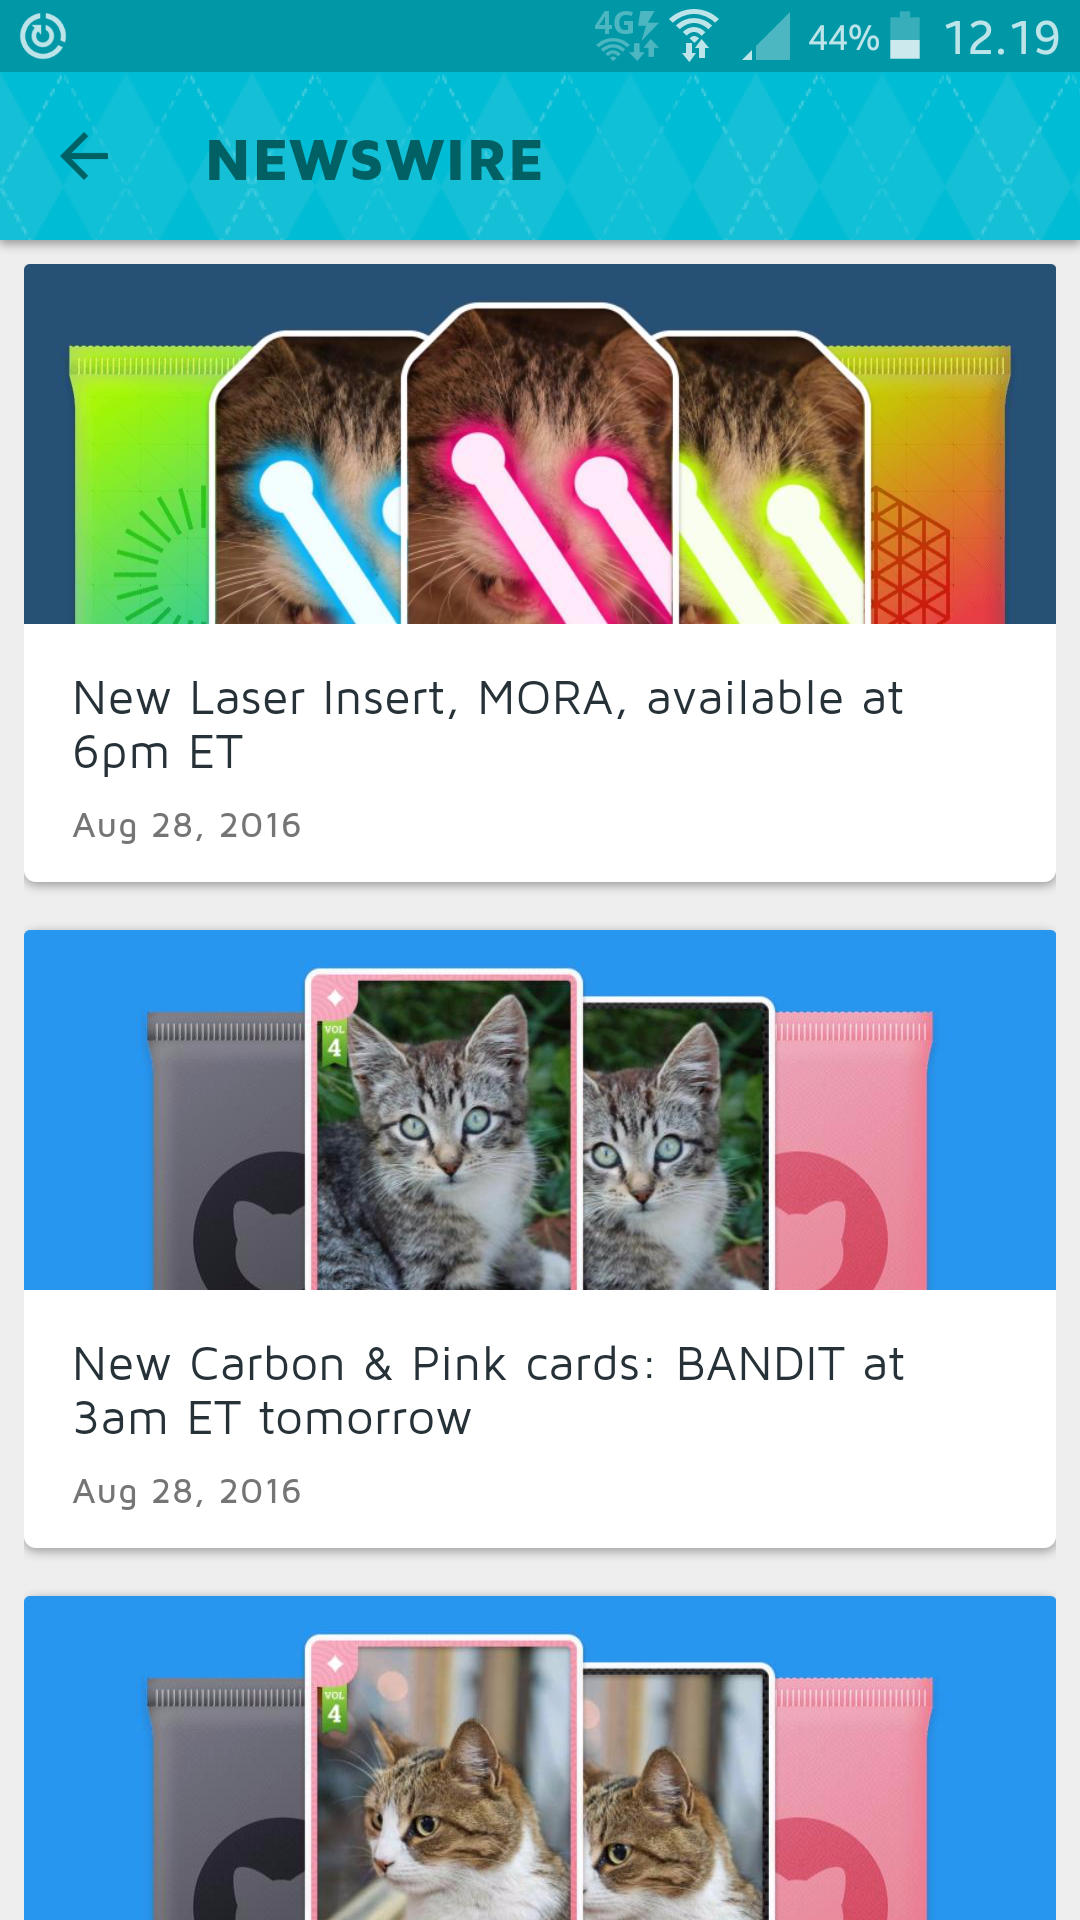 4G 44% 12.19
NEWSWIRE
New Laser Insert, MORA, available at
6pm ET
Aug 28, 2016
VOL
4
New Carbon & Pink cards: BANDIT at
3am ET tomorrow
Aug 28, 2016
VOL
4